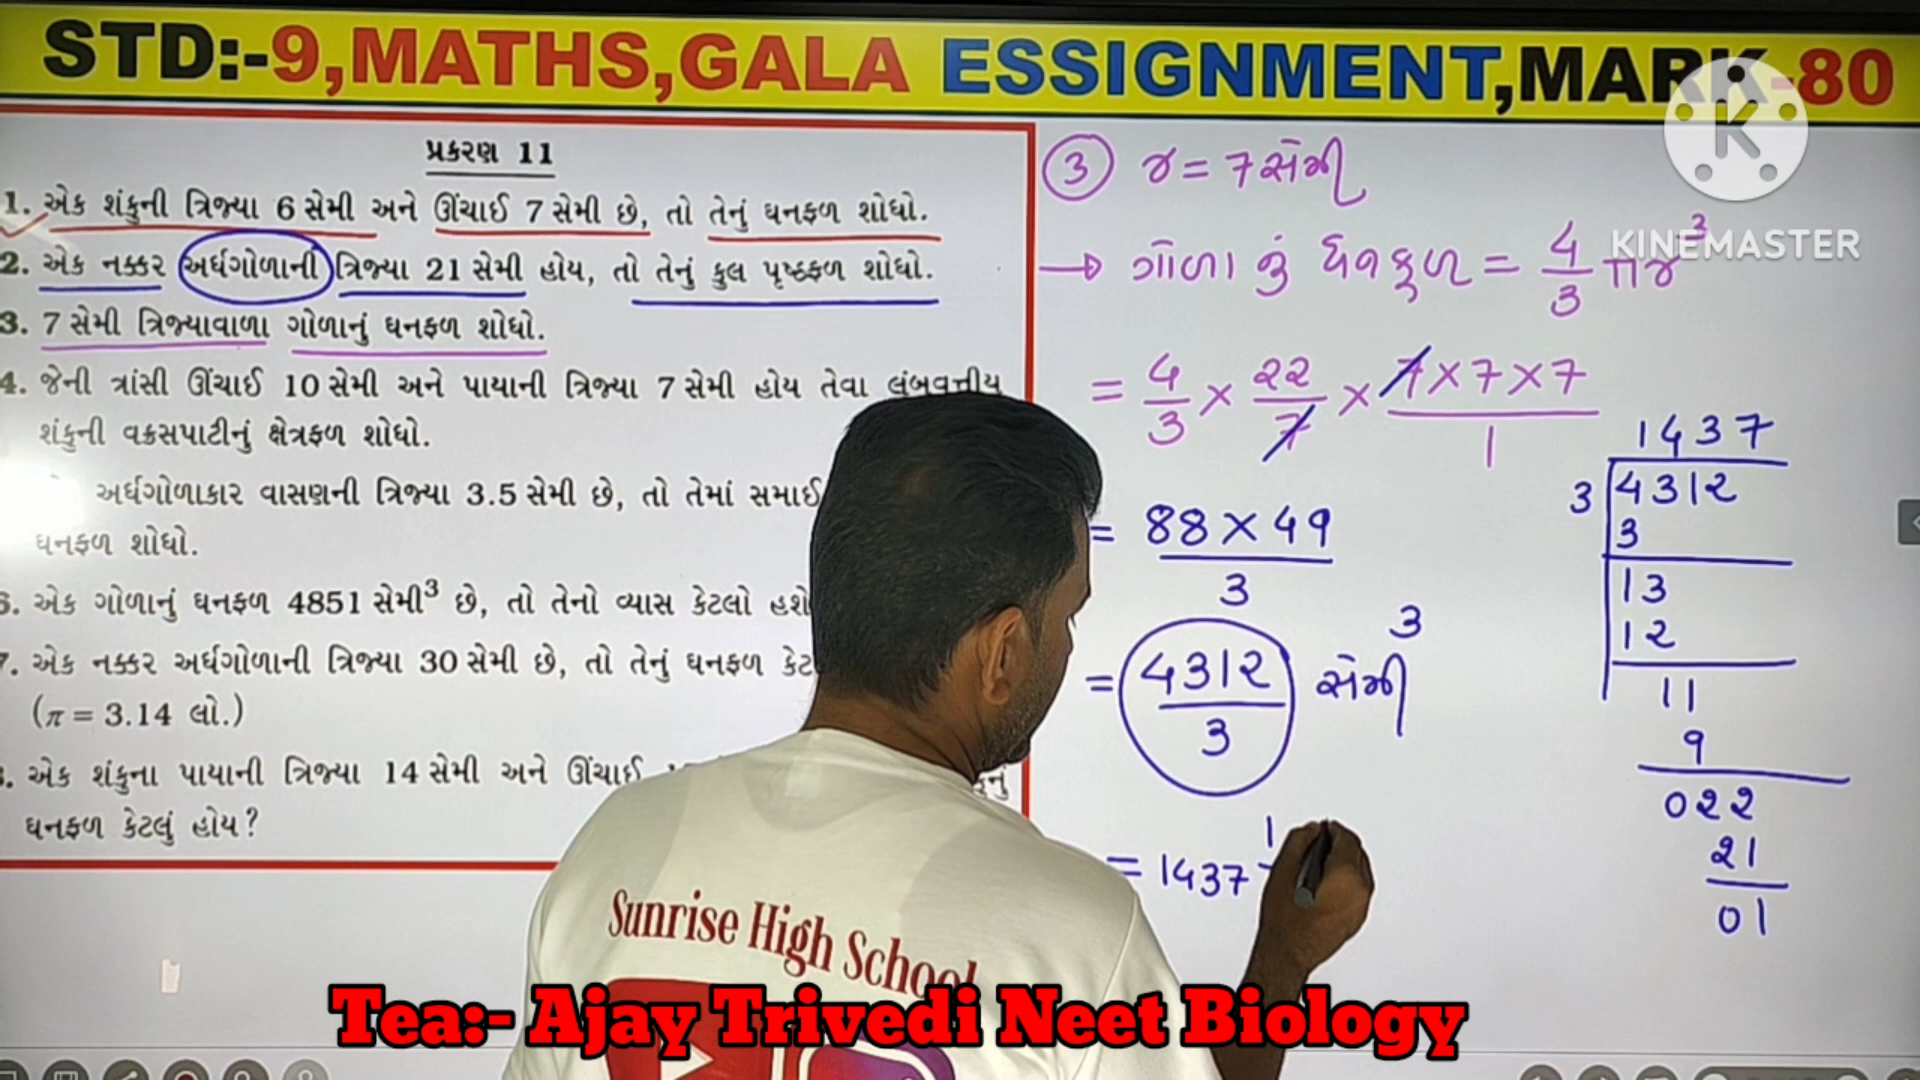 STD:-9,MATHS,GALA ESSIGNMENT,MARK-80
KINEMASTER
પ્રકરણ 11
1. એક શંકુની ત્રિજ્યા 6 સેમી અને ઊંચાઈ 7 સેમી છે, તો તેનું ઘનફળ શોધો.
2. એક નક્કર અર્ધગોળાની ત્રિજ્યા 21 સેમી હોય, તો તેનું કુલ પૃષ્ઠફળ શોધો.
3. 7 સેમી ત્રિજ્યાવાળા ગોળાનું ઘનફળ શોધો.
4. જેની ત્રાંસી ઊંચાઈ 10 સેમી અને પાયાની ત્રિજ્યા 7 સેમી હોય તેવા લંબવૃત્તીય
શંકુની વક્રસપાટીનું ક્ષેત્રફળ શોધો.
અર્ધગોળાકાર વાસણની ત્રિજ્યા 3.5 સેમી છે, તો તેમાં
ઘનફળ શોધો.
6. એક ગોળાનું ઘનફળ 4851 સેમી³ છે, તો તેનો વ્યાસ કેટલો
7. એક નક્કર અર્ધગોળાની ત્રિજ્યા 30 સેમી છે, તો તેનું ઘનફળ
(π = 3.14 લો.)
એક શંકુના પાયાની ત્રિજ્યા 14 સેમી અને ઊંચાઈ
ઘનફળ કેટલું હોય?
③ r = 7સેમી
→ ગોળાનું ઘનફળ = 4/3 πr³
= 4/3 × 22/7 × 7×7×7/1
= 88×49/3
= 4312/3 સેમી³
= 1437 1
1437
3 4312
3
13
12
11
9
022
21
01
Sunrise High School
Tea:- Ajay Trivedi Neet Biology